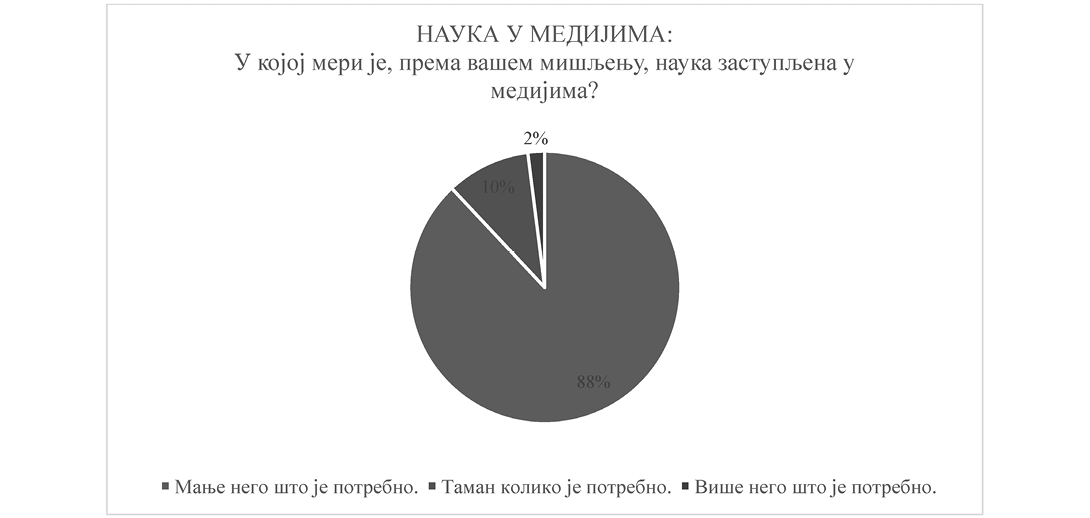 НАУКА У МЕДИЈИМА:
У којој мери је, према вашем мишљењу, наука заступљена у
медијима?
2%
10%
88%
Мање него што је потребно. Таман колико је потребно. Више него што је потребно.